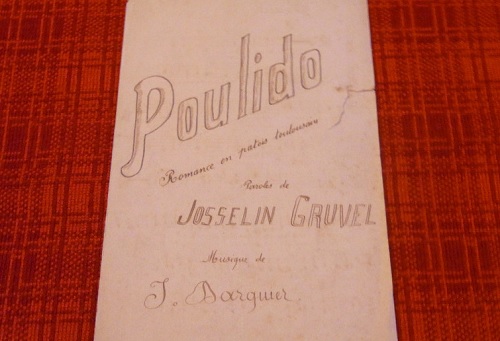 Poulido
Romance en patois toulousain
Paroles de
JOSSELIN GRUVEL
Musique de
J. Darquier